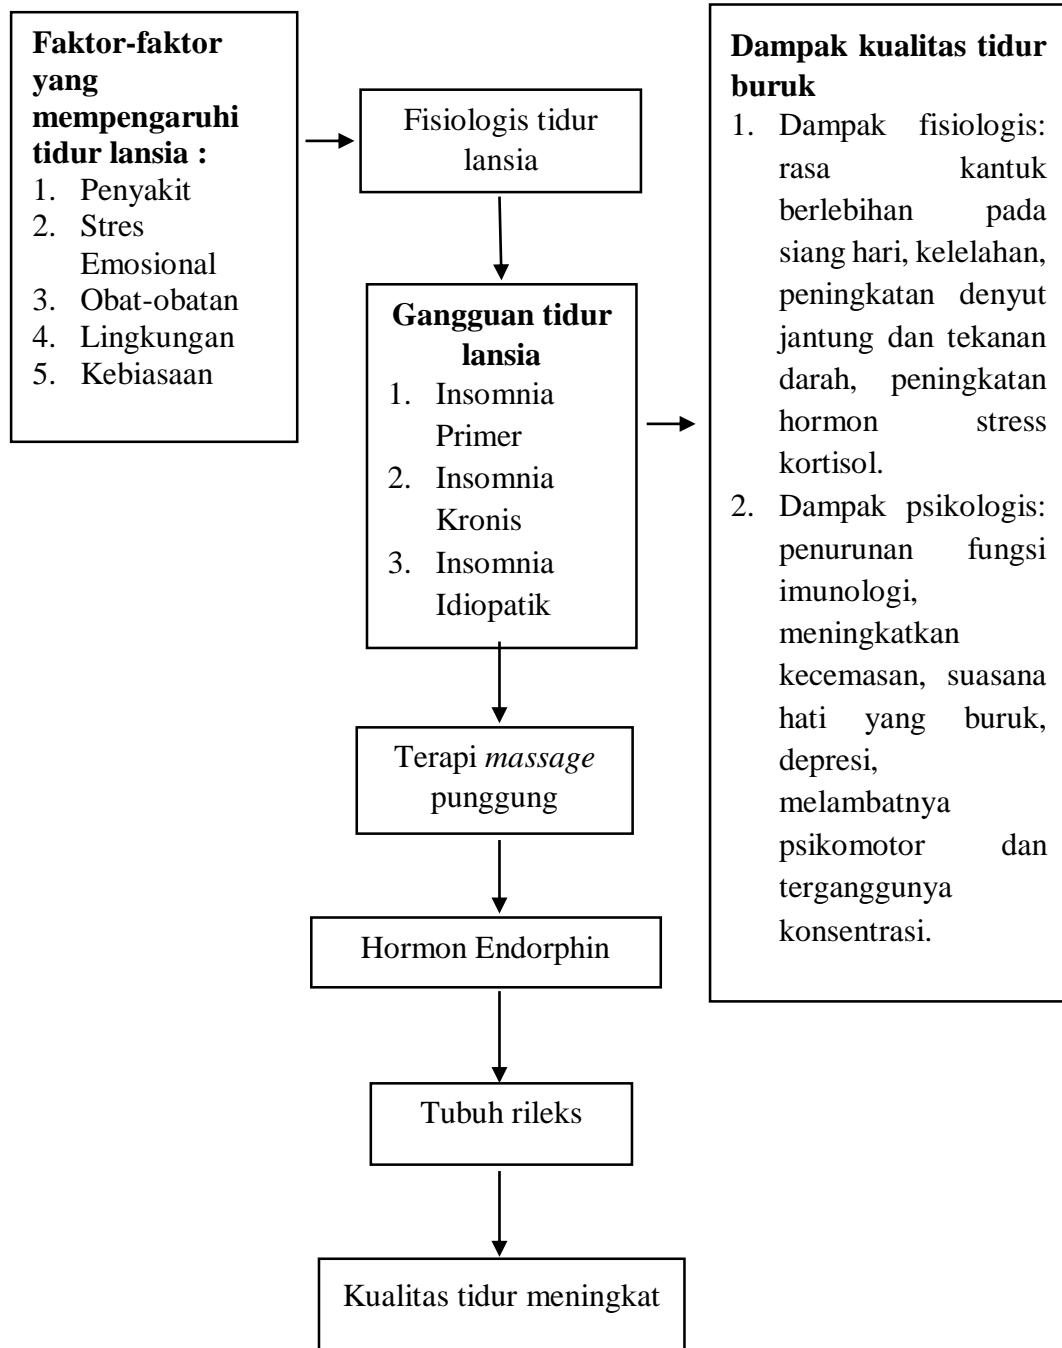 Faktor-faktor
yang
mempengaruhi
tidur lansia :
1. Penyakit
2. Stres
Emosional
3. Obat-obatan
4. Lingkungan
5. Kebiasaan
Fisiologis tidur
lansia
Gangguan tidur
lansia
1. Insomnia
Primer
2. Insomnia
Kronis
3. Insomnia
Idiopatik
Dampak kualitas tidur
buruk
1. Dampak fisiologis:
rasa kantuk
berlebihan pada
siang hari, kelelahan,
peningkatan denyut
jantung dan tekanan
darah, peningkatan
hormon stress
kortisol.
2. Dampak psikologis:
penurunan fungsi
imunologi,
meningkatkan
kecemasan, suasana
hati yang buruk,
depresi,
melambatnya
psikomotor dan
terganggunya
konsentrasi.
Terapi massage
punggung
Hormon Endorphin
Tubuh rileks
Kualitas tidur meningkat